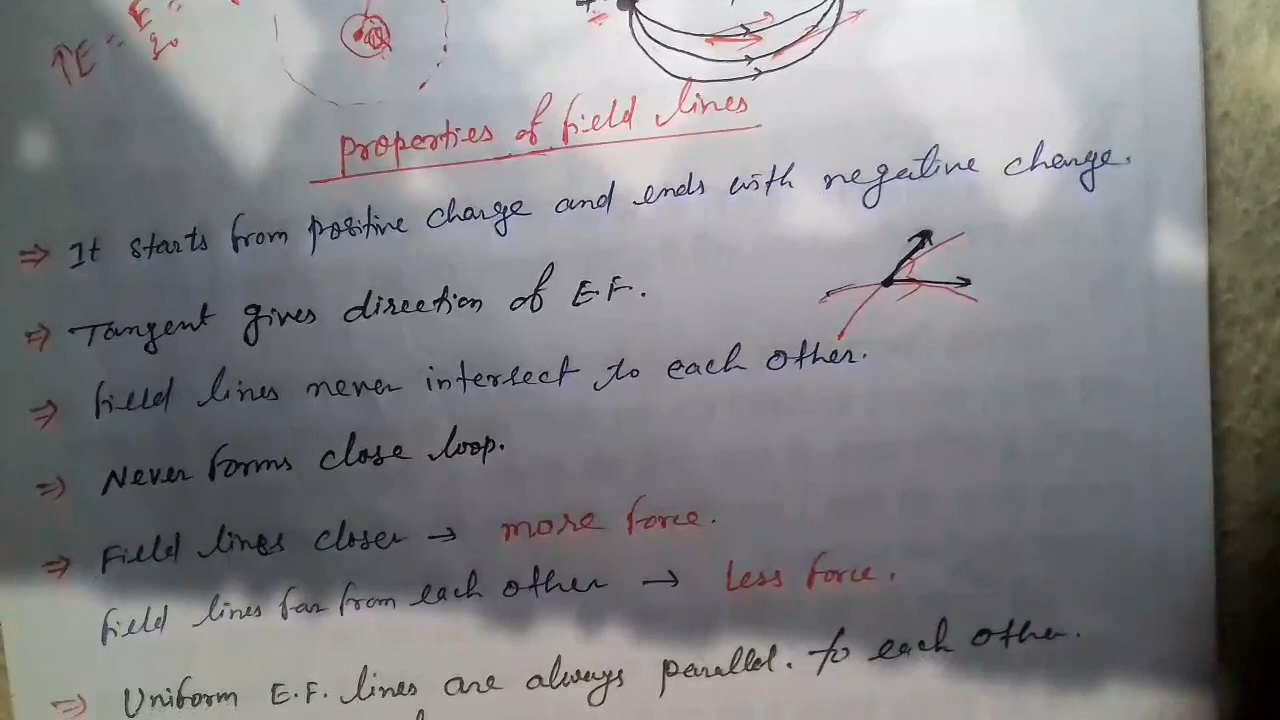 ↑E = F
q₀
Properties of field lines
⇒ It starts from positive charge and ends with negative charge.
⇒ Tangent gives direction of E.F.
⇒ field lines never intersect to each other.
⇒ Never forms close loop.
⇒ Field lines closer → more force.
field lines far from each other → Less force.
⇒ Uniform E.F. lines are always parallel. to each other.